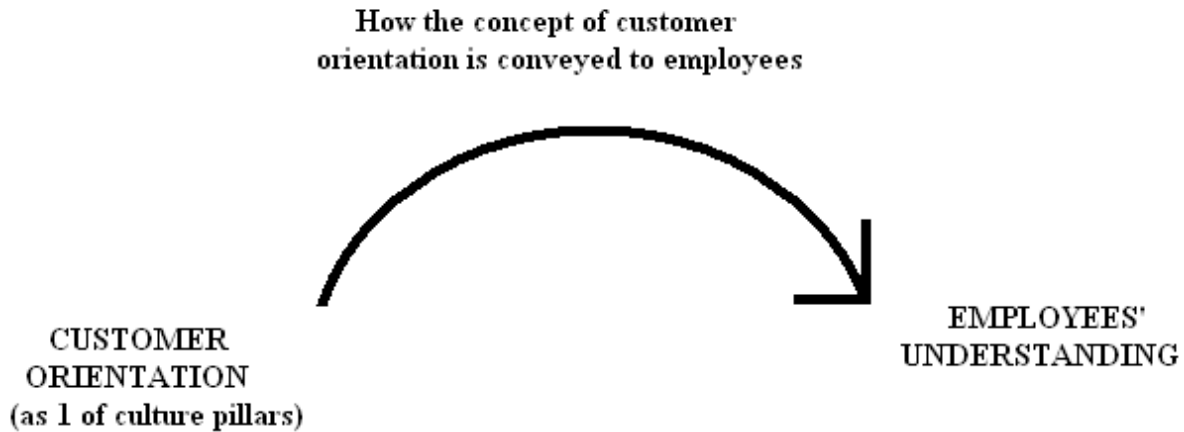 How the concept of customer
orientation is conveyed to employees
CUSTOMER
ORIENTATION
(as 1 of culture pillars)
EMPLOYEES'
UNDERSTANDING